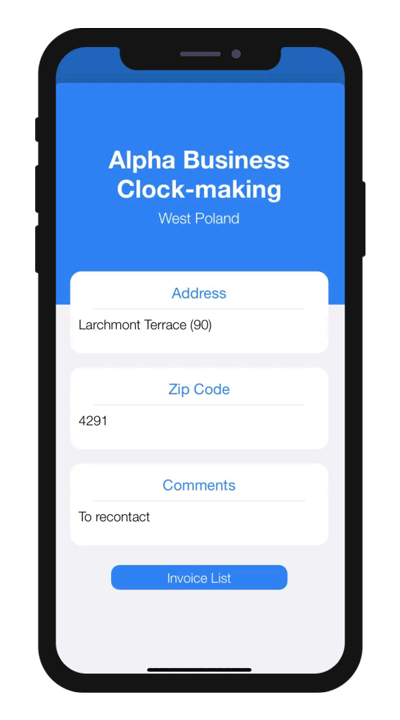 Alpha Business
Clock-making
West Poland
Address
Larchmont Terrace (90)
Zip Code
4291
Comments
To recontact
Invoice List